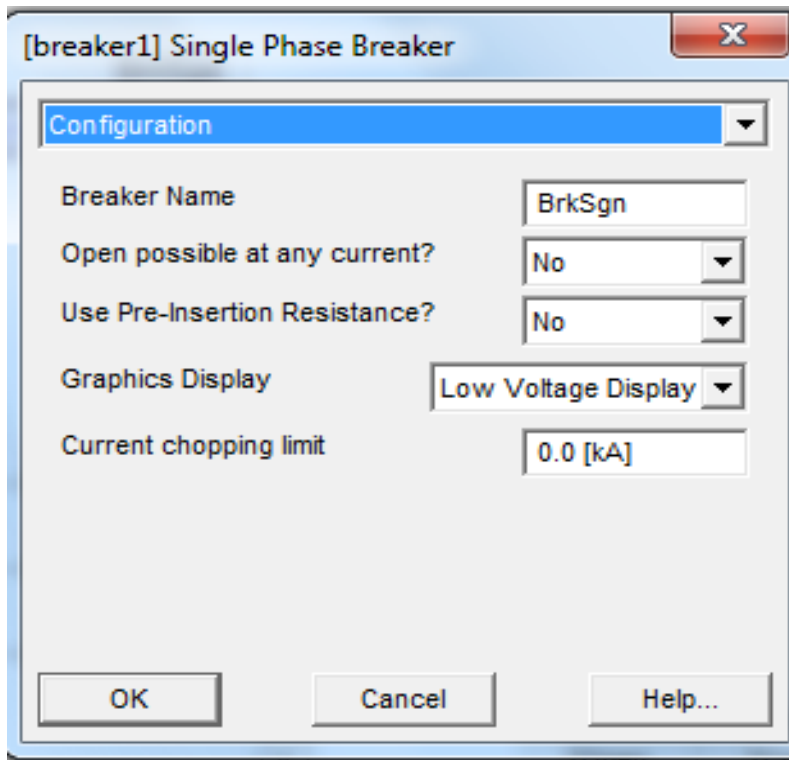 [breaker1] Single Phase Breaker
Configuration
Breaker Name BrkSgn
Open possible at any current? No
Use Pre-Insertion Resistance? No
Graphics Display Low Voltage Display
Current chopping limit 0.0 [kA]
OK Cancel Help...